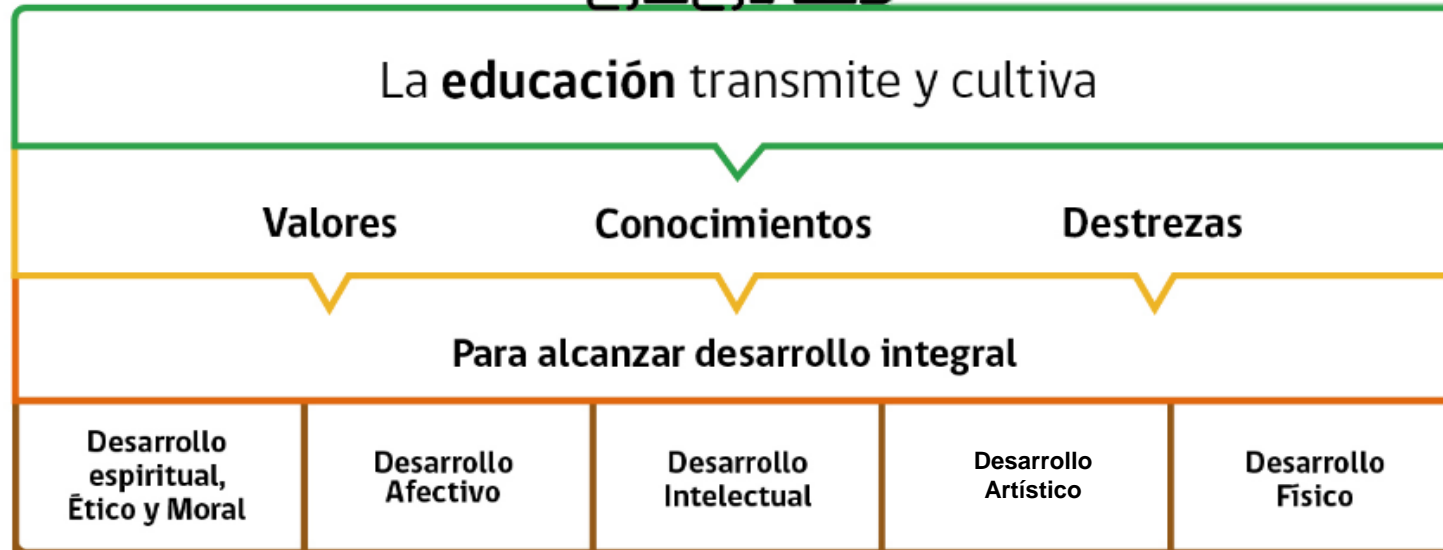 La educación transmite y cultiva
Valores Conocimientos Destrezas
Para alcanzar desarrollo integral
Desarrollo
espiritual,
Ético y Moral
Desarrollo
Afectivo
Desarrollo
Intelectual
Desarrollo
Artístico
Desarrollo
Físico